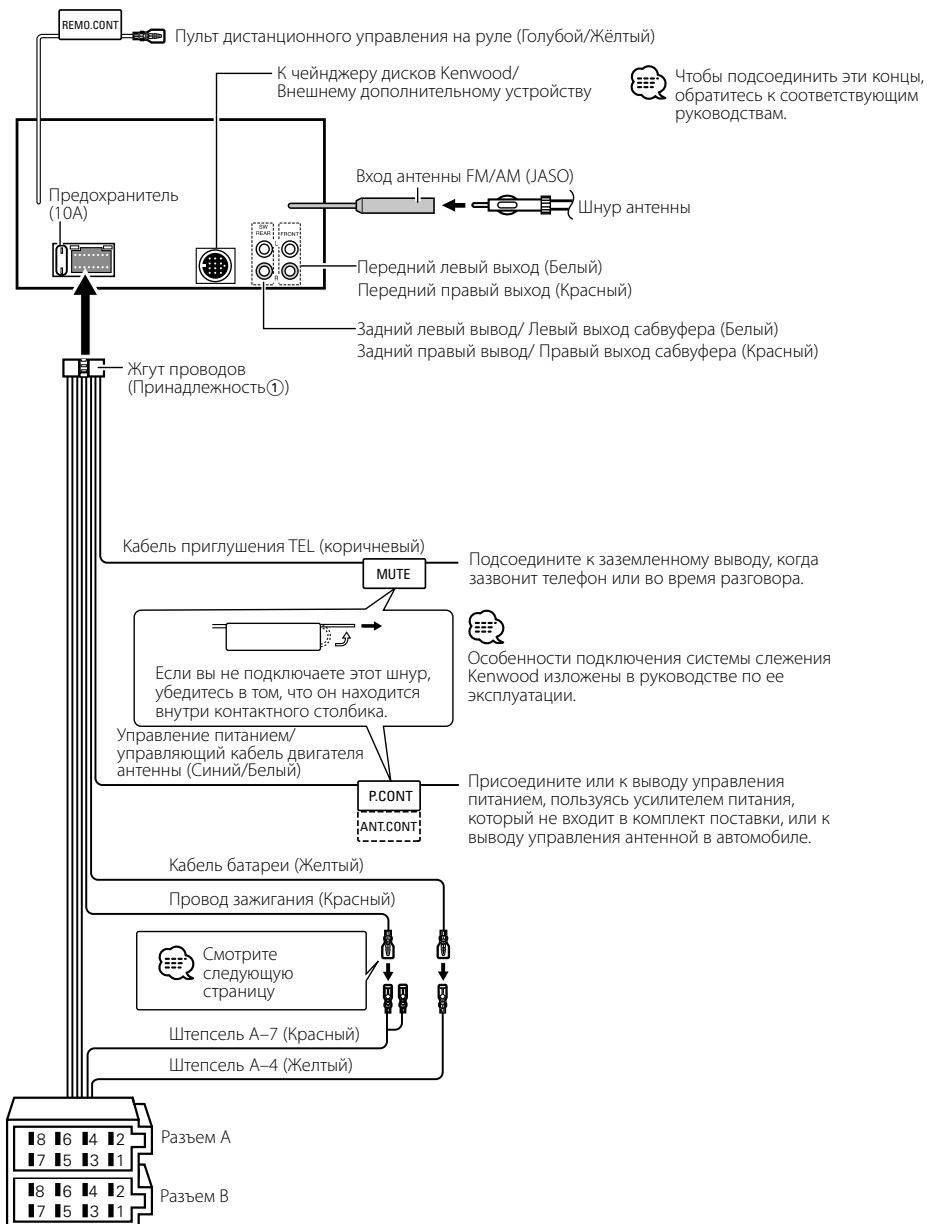 REMO.CONT
Пульт дистанционного управления на руле (Голубой/Жёлтый)
К чейнджеру дисков Kenwood/
Внешнему дополнительному устройству
Чтобы подсоединить эти концы,
обратитесь к соответствующим
руководствам.
Предохранитель
(10A)
Вход антенны FM/AM (JASO)
Шнур антенны
SW
REAR
FRONT
L
R
Передний левый выход (Белый)
Передний правый выход (Красный)
Задний левый вывод/ Левый выход сабвуфера (Белый)
Задний правый вывод/ Правый выход сабвуфера (Красный)
Жгут проводов
(Принадлежность①)
Кабель приглушения TEL (коричневый)
MUTE
Подсоедините к заземленному выводу, когда
зазвонит телефон или во время разговора.
Если вы не подключаете этот шнур,
убедитесь в том, что он находится
внутри контактного столбика.
Особенности подключения системы слежения
Kenwood изложены в руководстве по ее
эксплуатации.
Управление питанием/
управляющий кабель двигателя
антенны (Синий/Белый)
P.CONT
ANT.CONT
Присоедините или к выводу управления
питанием, пользуясь усилителем питания,
который не входит в комплект поставки, или к
выводу управления антенной в автомобиле.
Кабель батареи (Желтый)
Провод зажигания (Красный)
Смотрите
следующую
страницу
Штепсель А–7 (Красный)
Штепсель А–4 (Желтый)
8 6 4 2
7 5 3 1
Разъем А
8 6 4 2
7 5 3 1
Разъем В